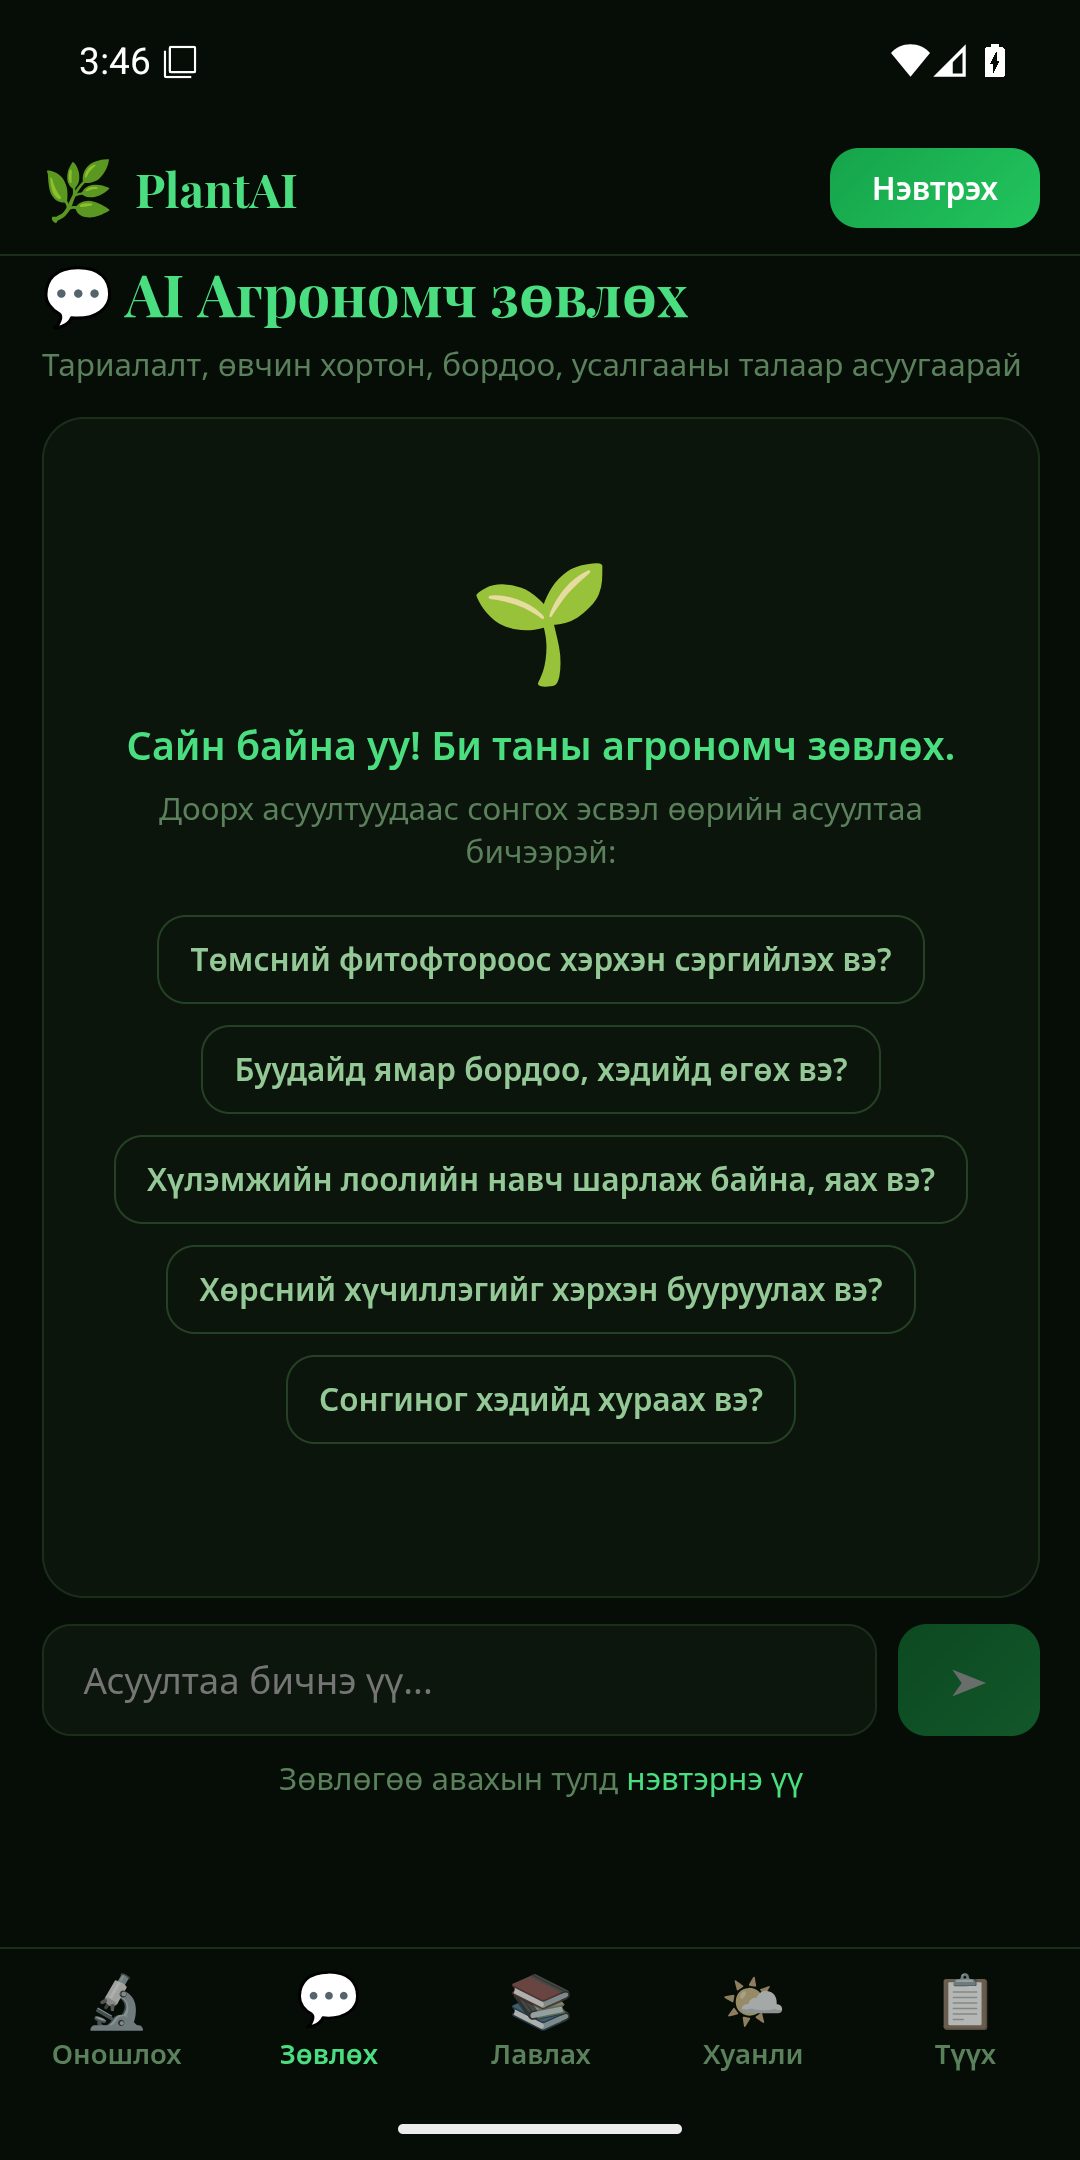 3:46
PlantAI
Нэвтрэх
AI Агрономч зөвлөх
Тариалалт, өвчин хортон, бордоо, усалгааны талаар асуугаарай
Сайн байна уу! Би таны агрономч зөвлөх.
Доорх асуултуудаас сонгох эсвэл өөрийн асуултаа
бичээрэй:
Төмсний фитофтороос хэрхэн сэргийлэх вэ?
Буудайд ямар бордоо, хэдийд өгөх вэ?
Хүлэмжийн лоолийн навч шарлаж байна, яах вэ?
Хөрсний хүчиллэгийг хэрхэн бууруулах вэ?
Сонгиног хэдийд хураах вэ?
Асуултаа бичнэ үү...
Зөвлөгөө авахын тулд нэвтэрнэ үү
Оношлох
Зөвлөх
Лавлах
Хуанли
Түүх